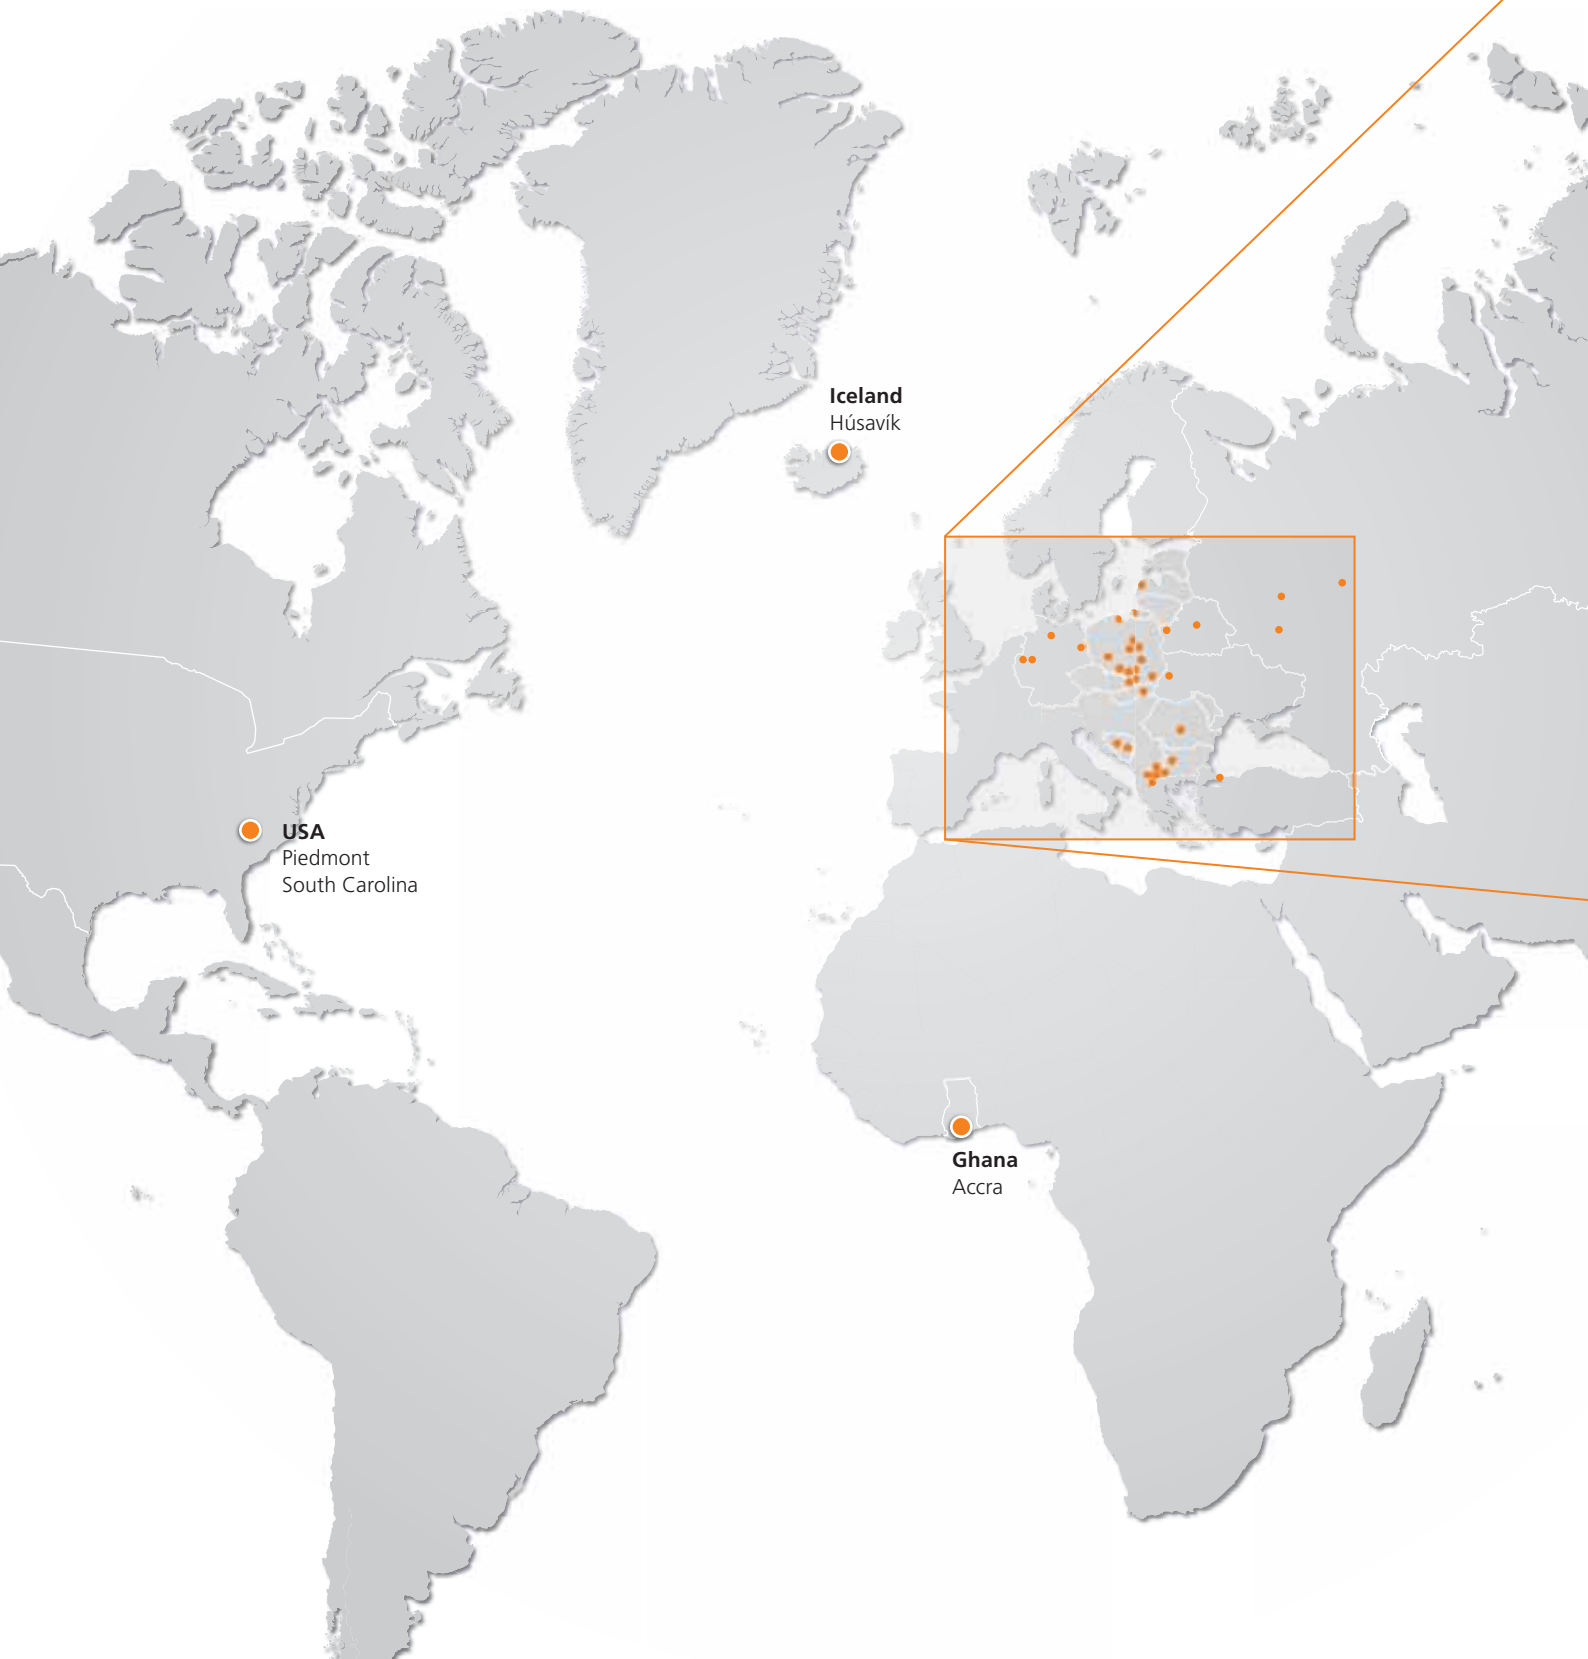 Iceland
Húsavík
USA
Piedmont
South Carolina
Ghana
Accra